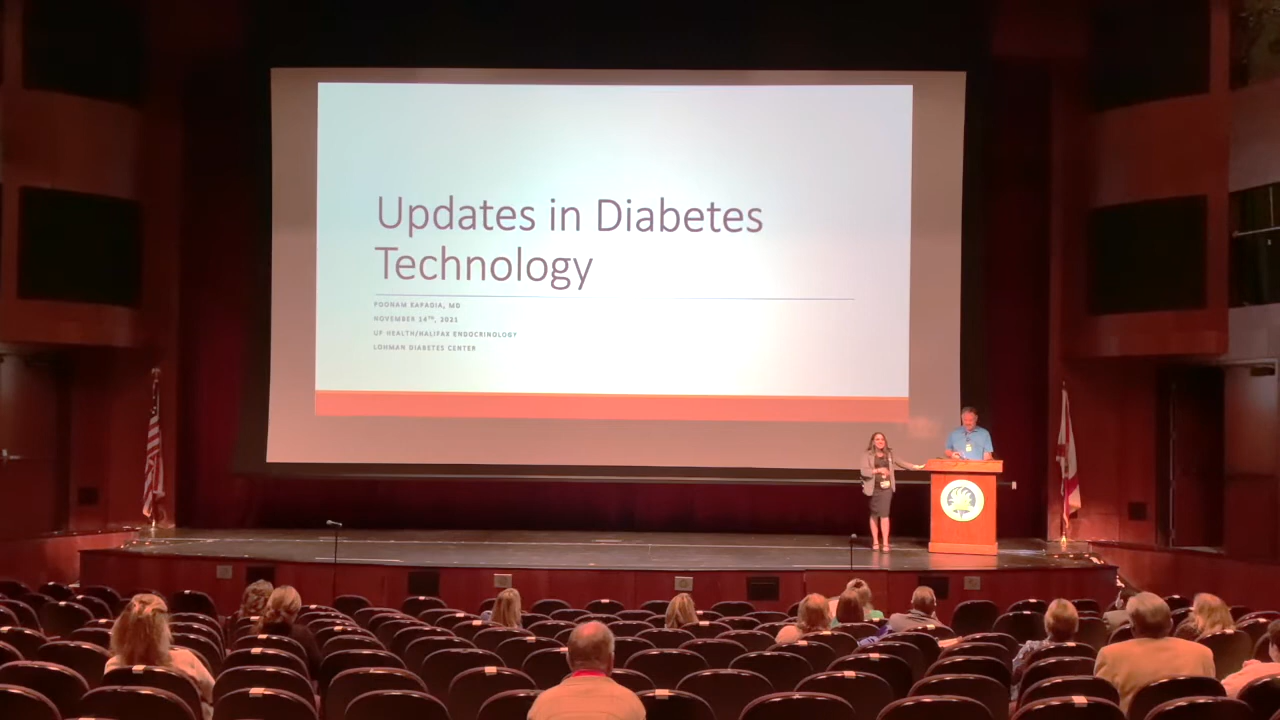 Updates in Diabetes
Technology
POONAM KAPADIA, MD
NOVEMBER 14TH, 2021
UF HEALTH/HALIFAX ENDOCRINOLOGY
LOHMAN DIABETES CENTER